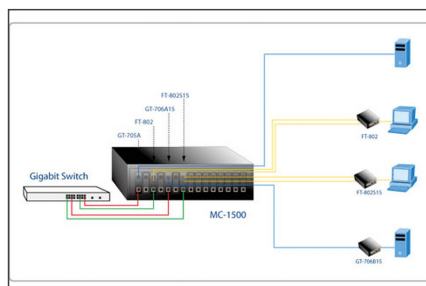 FT-802S15
GT-706A15
FT-802
GT-705A
FT-802
Gigabit Switch
FT-802S15
MC-1500
GT-706B15